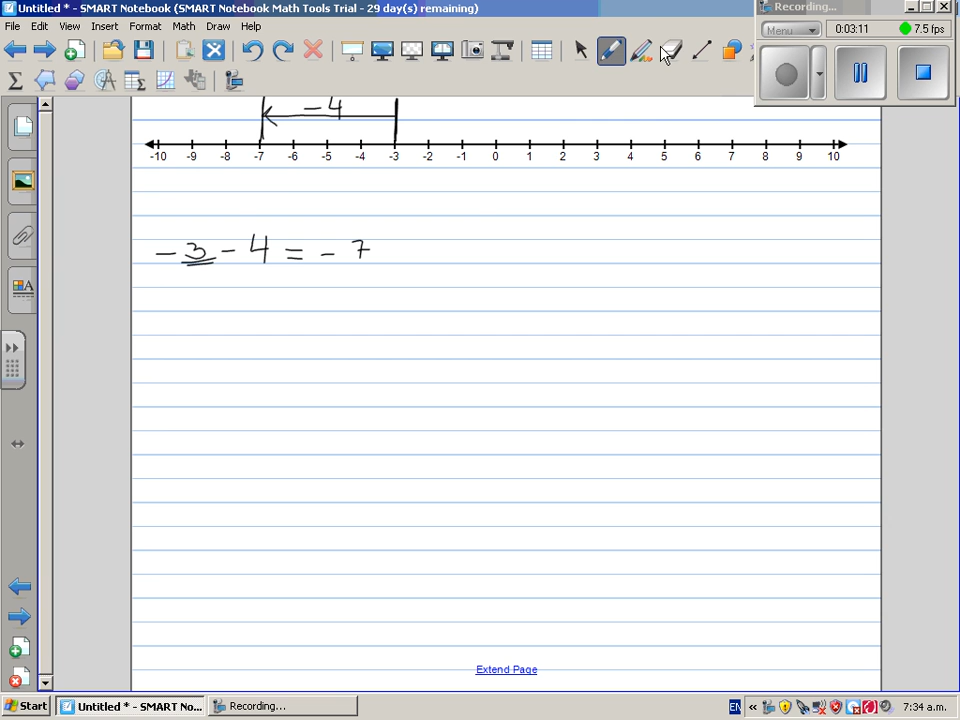 Untitled * - SMART Notebook (SMART Notebook Math Tools Trial - 29 day(s) remaining)
Recording...
File Edit View Insert Format Math Draw Help
Menu 0:03:11 7.5 fps
-4
-10 -9 -8 -7 -6 -5 -4 -3 -2 -1 0 1 2 3 4 5 6 7 8 9 10
-3 - 4 = - 7
Extend Page
Start Untitled * - SMART No... Recording... EN « 7:34 a.m.